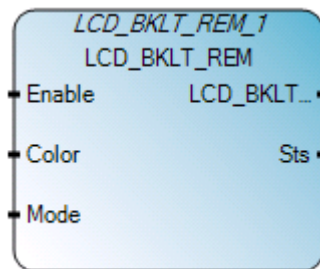 LCD_BKLT_REM_1
LCD_BKLT_REM
Enable LCD_BKLT...
Color Sts
Mode